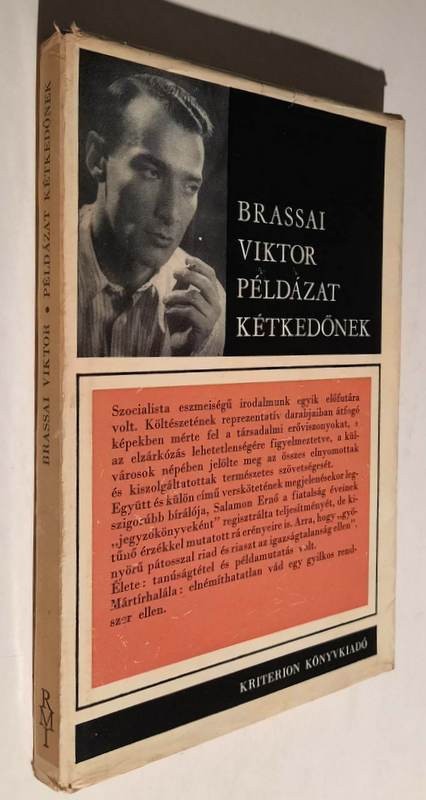 BRASSAI VIKTOR • PÉLDÁZAT KÉTKEDŐNEK
RMI
BRASSAI
VIKTOR
PÉLDÁZAT
KÉTKEDŐNEK
Szocialista eszmeiségű irodalmunk egyik előfutára
volt. Költészetének reprezentatív darabjaiban átfogó
képekben mérte fel a társadalmi erőviszonyokat, s
az elzárkózás lehetetlenségére figyelmeztetve, a kül-
városok népében jelölte meg az összes elnyomottak
és kiszolgáltatottak természetes szövetségesét.
Együtt és külön című verskötetének megjelenésekor leg-
szigorúbb bírálója, Salamon Ernő a fiatalság éveinek
„jegyzőkönyveként” regisztrálta teljesítményét, de ki-
tűnő érzékkel mutatott rá erényeire is. Arra, hogy „gyö-
nyörű pátosszal riad és riaszt az igazságtalanság ellen”.
Élete: tanúságtétel és példamutatás volt.
Mártírhalála: elnémíthatatlan vád egy gyilkos rend-
szer ellen.
KRITERION KÖNYVKIADÓ